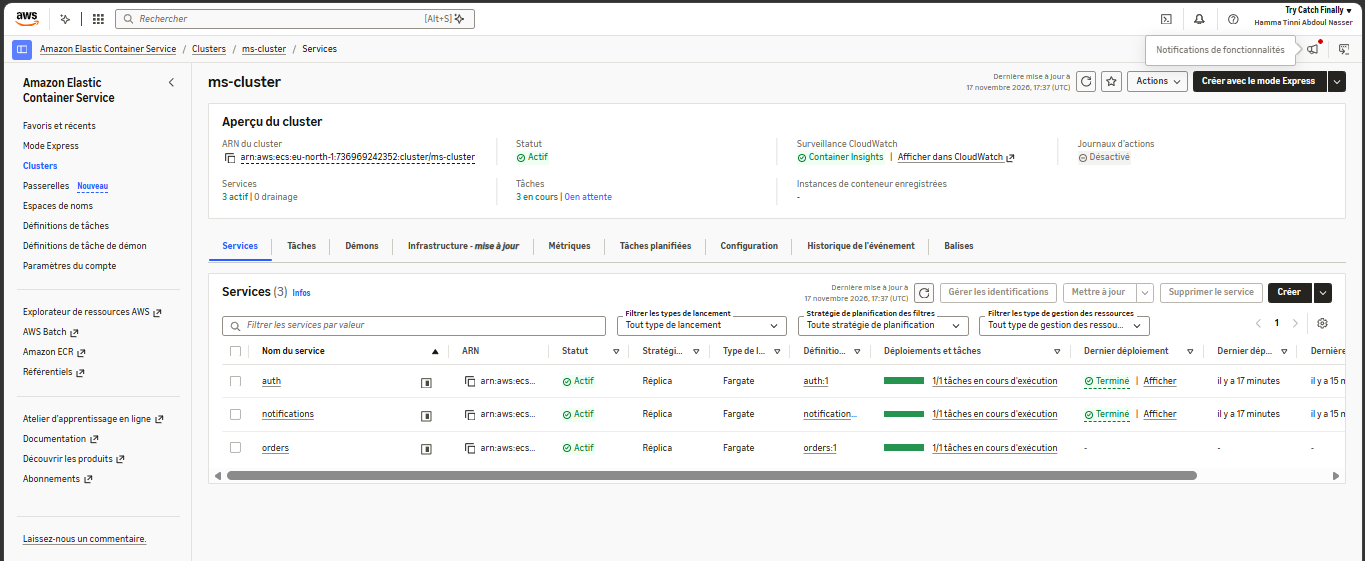 aws
Rechercher [Alt+S]
Try Catch Finally
Hamma Tinni Abdoul Nasser
Amazon Elastic Container Service / Clusters / ms-cluster / Services
Notifications de fonctionnalités
Amazon Elastic
Container Service
Favoris et récents
Mode Express
Clusters
Passerelles Nouveau
Espaces de noms
Définitions de tâches
Définitions de tâche de démon
Paramètres du compte
Explorateur de ressources AWS
AWS Batch
Amazon ECR
Référentiels
Atelier d'apprentissage en ligne
Documentation
Découvrir les produits
Abonnements
Laissez-nous un commentaire.
ms-cluster
Dernière mise à jour à
17 novembre 2026, 17:37 (UTC)
Actions
Créer avec le mode Express
Aperçu du cluster
ARN du cluster
arn:aws:ecs:eu-north-1:736969242352:cluster/ms-cluster
Statut
Actif
Surveillance CloudWatch
Container Insights | Afficher dans CloudWatch
Journaux d'actions
Désactivé
Services
3 actif | 0 drainage
Tâches
3 en cours | 0en attente
Instances de conteneur enregistrées
-
Services Tâches Démons Infrastructure - mise à jour Métriques Tâches planifiées Configuration Historique de l'événement Balises
Services (3) Infos
Dernière mise à jour à
17 novembre 2026, 17:37 (UTC)
Gérer les identifications
Mettre à jour
Supprimer le service
Créer
Filtrer les services par valeur
Filtrer les types de lancement
Tout type de lancement
Stratégie de planification des filtres
Toute stratégie de planification
Filtrer les type de gestion des ressources
Tout type de gestion des ressou...
1
Nom du service ARN Statut Stratégi... Type de l... Définitio... Déploiements et tâches Dernier déploiement Dernier dép... Dernière
auth arn:aws:ecs... Actif Réplica Fargate auth:1 1/1 tâches en cours d'exécution Terminé | Afficher il y a 17 minutes il y a 15 n
notifications arn:aws:ecs... Actif Réplica Fargate notification... 1/1 tâches en cours d'exécution Terminé | Afficher il y a 17 minutes il y a 15 n
orders arn:aws:ecs... Actif Réplica Fargate orders:1 1/1 tâches en cours d'exécution - - -